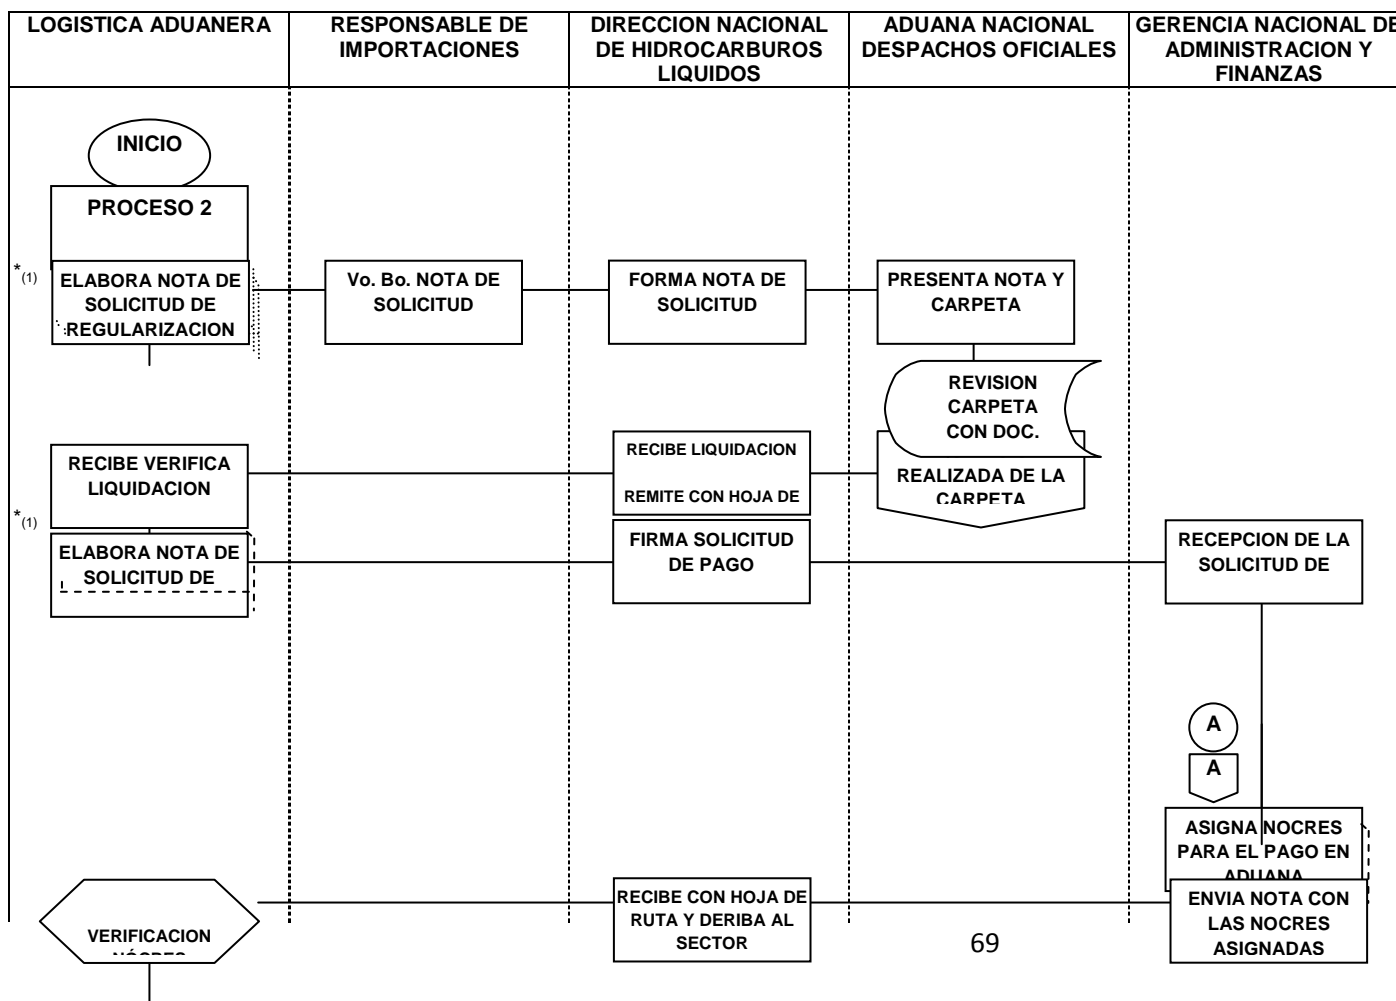 LOGISTICA ADUANERA
RESPONSABLE DE
IMPORTACIONES
DIRECCION NACIONAL
DE HIDROCARBUROS
LIQUIDOS
ADUANA NACIONAL
DESPACHOS OFICIALES
GERENCIA NACIONAL DE
ADMINISTRACION Y
FINANZAS
INICIO
PROCESO 2
*(1)
ELABORA NOTA DE
SOLICITUD DE
REGULARIZACION
Vo. Bo. NOTA DE
SOLICITUD
FORMA NOTA DE
SOLICITUD
PRESENTA NOTA Y
CARPETA
REVISION
CARPETA
CON DOC.
RECIBE VERIFICA
LIQUIDACION
RECIBE LIQUIDACION
REMITE CON HOJA DE
REALIZADA DE LA
CARPETA
*(1)
ELABORA NOTA DE
SOLICITUD DE
FIRMA SOLICITUD
DE PAGO
RECEPCION DE LA
SOLICITUD DE
A
A
ASIGNA NOCRES
PARA EL PAGO EN
ADUANA
VERIFICACION
RECIBE CON HOJA DE
RUTA Y DERIBA AL
SECTOR
ENVIA NOTA CON
LAS NOCRES
ASIGNADAS
69